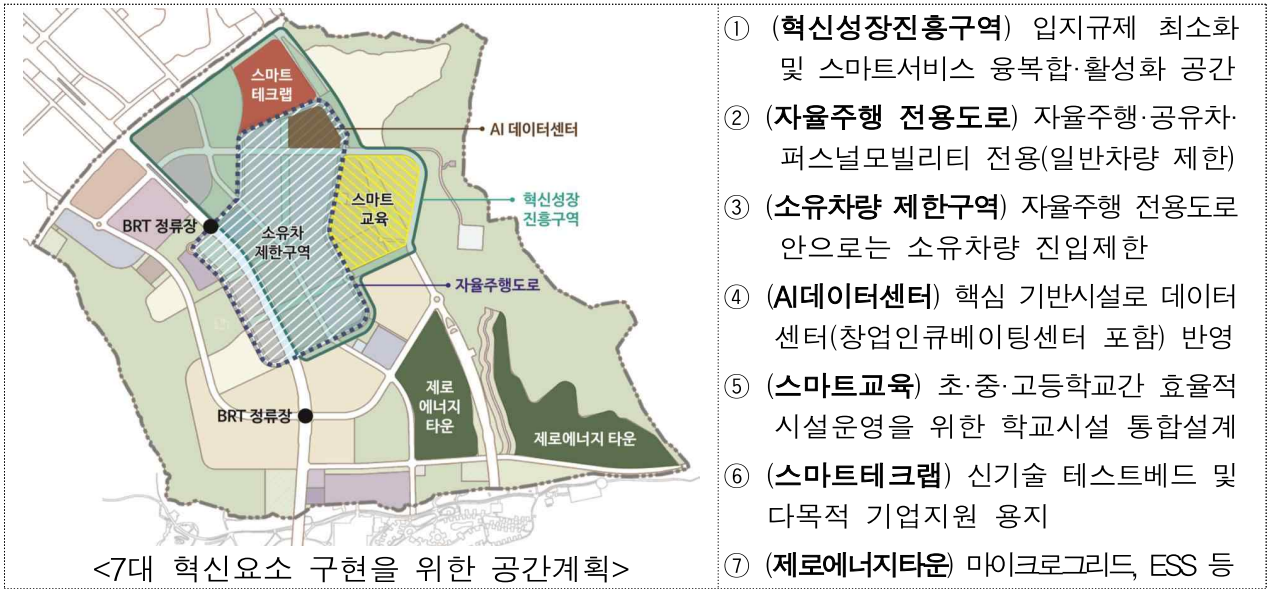 스마트
테크랩
AI 데이터센터
스마트
교육
혁신성장
진흥구역
BRT 정류장
소유차
제한구역
자율주행도로
제로
에너지
타운
BRT 정류장
제로에너지 타운
<7대 혁신요소 구현을 위한 공간계획>
① (혁신성장진흥구역) 입지규제 최소화
및 스마트서비스 융복합·활성화 공간
② (자율주행 전용도로) 자율주행·공유차·
퍼스널모빌리티 전용(일반차량 제한)
③ (소유차량 제한구역) 자율주행 전용도로
안으로는 소유차량 진입제한
④ (AI데이터센터) 핵심 기반시설로 데이터
센터(창업인큐베이팅센터 포함) 반영
⑤ (스마트교육) 초·중·고등학교간 효율적
시설운영을 위한 학교시설 통합설계
⑥ (스마트테크랩) 신기술 테스트베드 및
다목적 기업지원 용지
⑦ (제로에너지타운) 마이크로그리드, ESS 등